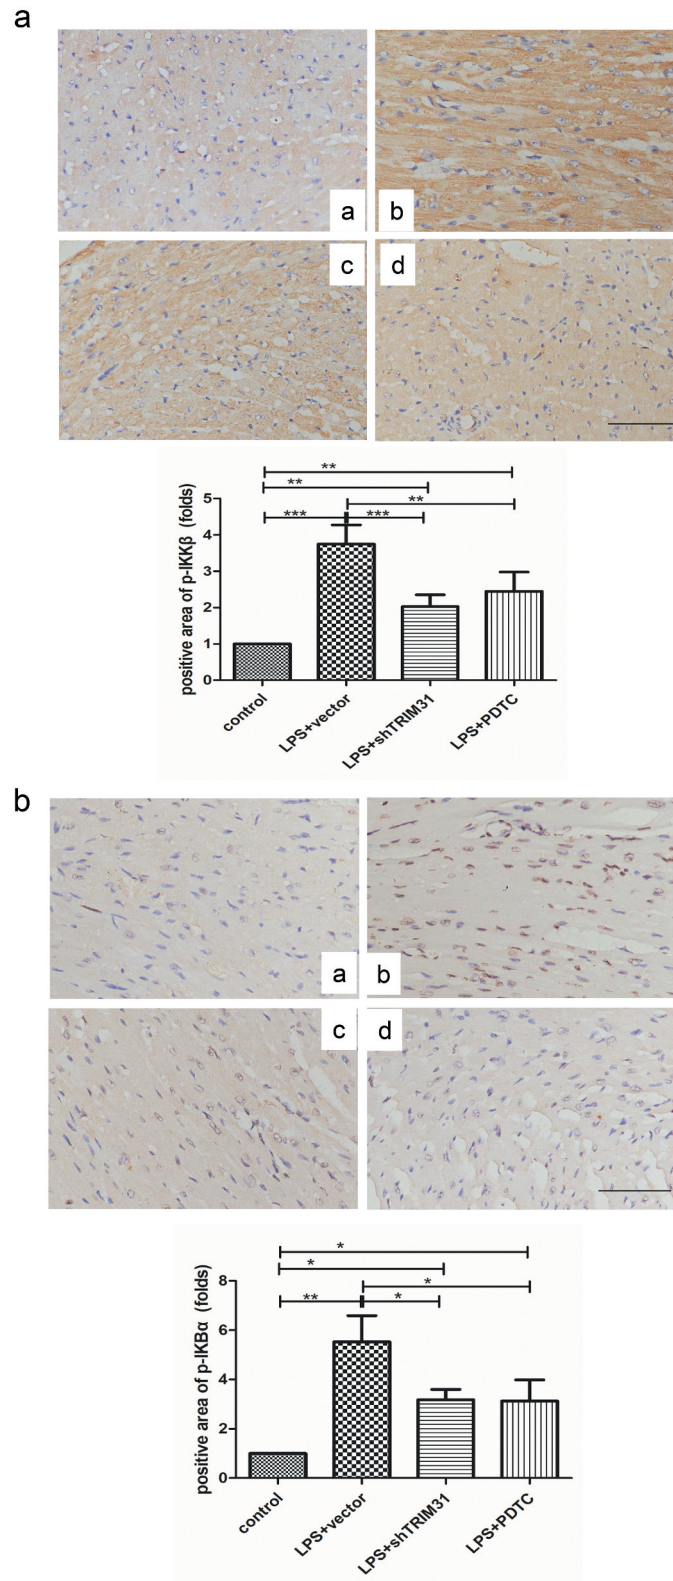 a
a
b
c
d
positive area of p-IKKβ (folds)
5
4
3
2
1
0
**
**
**
***
***
control
LPS+vector
LPS+shTRIM31
LPS+PDTC
b
a
b
c
d
positive area of p-IKBα (folds)
8
6
4
2
0
*
*
*
**
*
control
LPS+vector
LPS+shTRIM31
LPS+PDTC